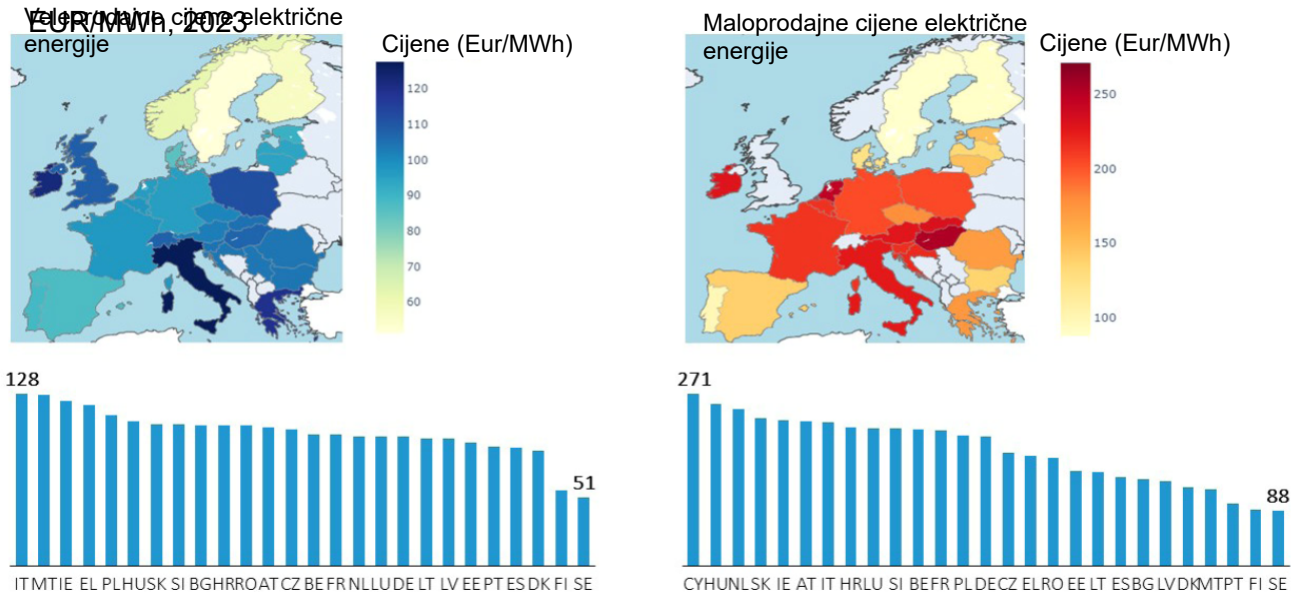 EUR/MWh, 2023
Veleprodajne cijene električne
energije
Cijene (Eur/MWh)
120
110
100
90
80
70
60
Maloprodajne cijene električne
energije
Cijene (Eur/MWh)
250
200
150
100
128
51
IT MT IE EL PL HU SK SI BG HR RO AT CZ BE FR NL LU DE LT LV EE PT ES DK FI SE
271
88
CY HU NL SK IE AT IT HR LU SI BE FR PL DE CZ EL RO EE LT ES BG LV DK MT PT FI SE